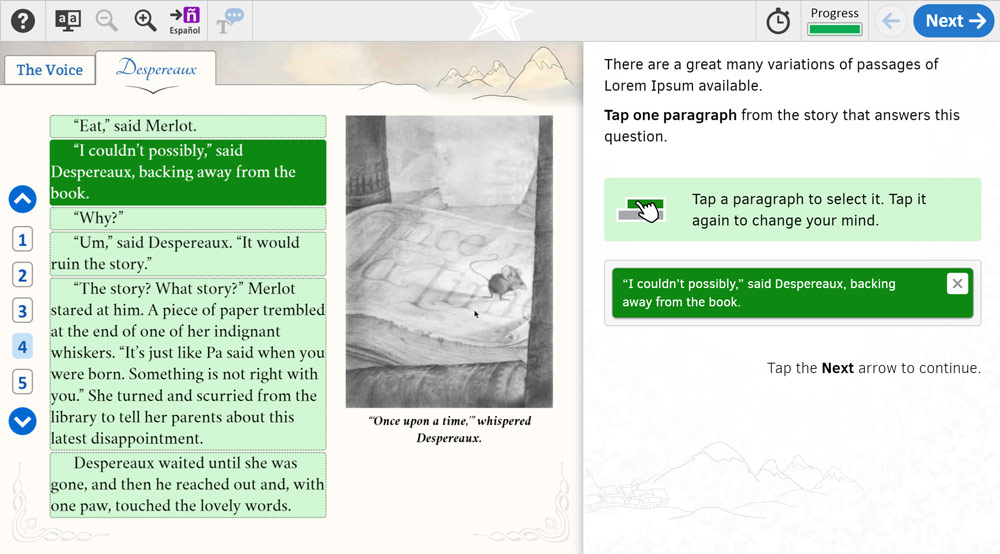 ?
aa
ñ
Español
T
Progress
Next
The Voice
Despereaux
“Eat,” said Merlot.
“I couldn’t possibly,” said
Despereaux, backing away from the
book.
“Why?”
“Um,” said Despereaux. “It would
ruin the story.”
“The story? What story?” Merlot
stared at him. A piece of paper trembled
at the end of one of her indignant
whiskers. “It’s just like Pa said when you
were born. Something is not right with
you.” She turned and scurried from the
library to tell her parents about this
latest disappointment.
Despereaux waited until she was
gone, and then he reached out and, with
one paw, touched the lovely words.
1
2
3
4
5
“‘Once upon a time,’” whispered
Despereaux.
There are a great many variations of passages of
Lorem Ipsum available.
Tap one paragraph from the story that answers this
question.
Tap a paragraph to select it. Tap it
again to change your mind.
“I couldn’t possibly,” said Despereaux, backing
away from the book.
Tap the Next arrow to continue.